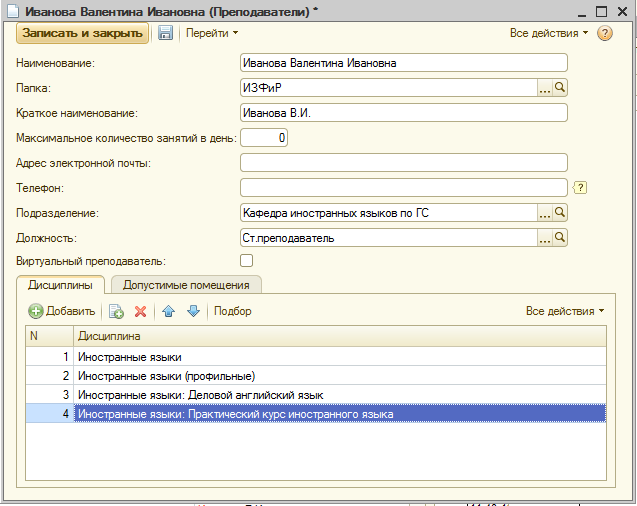 Иванова Валентина Ивановна (Преподаватели) *
Записать и закрыть Перейти Все действия ?
Наименование: Иванова Валентина Ивановна
Папка: ИЗФиР ...
Краткое наименование: Иванова В.И.
Максимальное количество занятий в день: 0
Адрес электронной почты:
Телефон: ?
Подразделение: Кафедра иностранных языков по ГС ...
Должность: Ст.преподаватель ...
Виртуальный преподаватель:
Дисциплины Допустимые помещения
Добавить Подбор Все действия
N Дисциплина
1 Иностранные языки
2 Иностранные языки (профильные)
3 Иностранные языки: Деловой английский язык
4 Иностранные языки: Практический курс иностранного языка